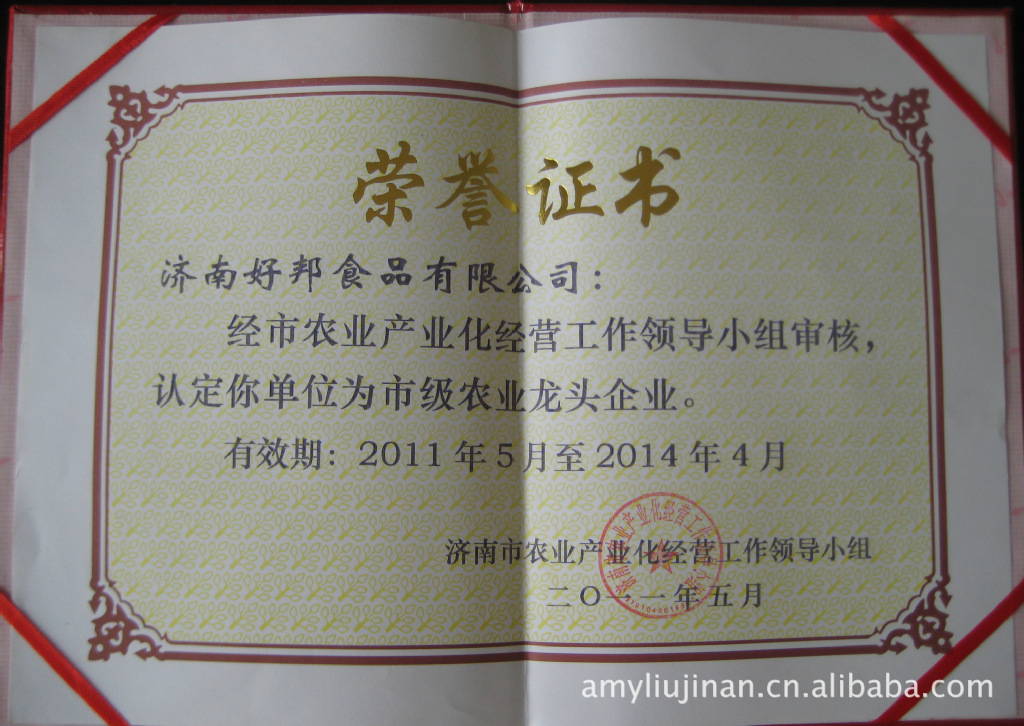 荣誉证书
济南好邦食品有限公司：
经市农业产业化经营工作领导小组审核，
认定你单位为市级农业龙头企业。
有效期：2011年5月至2014年4月
济南市农业产业化经营工作领导小组
二〇一一年五月
amyliujinan.cn.alibaba.com